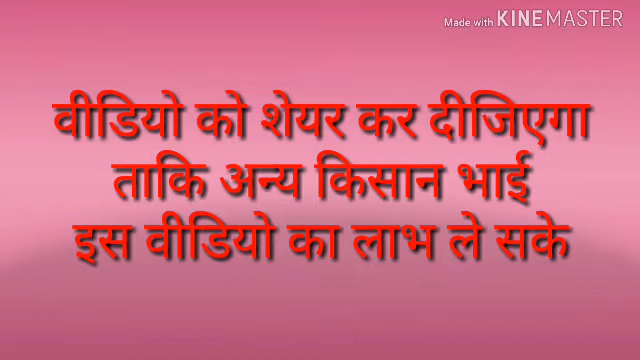 Made with KINEMASTER
वीडियो को शेयर कर दीजिएगा
ताकि अन्य किसान भाई
इस वीडियो का लाभ ले सके